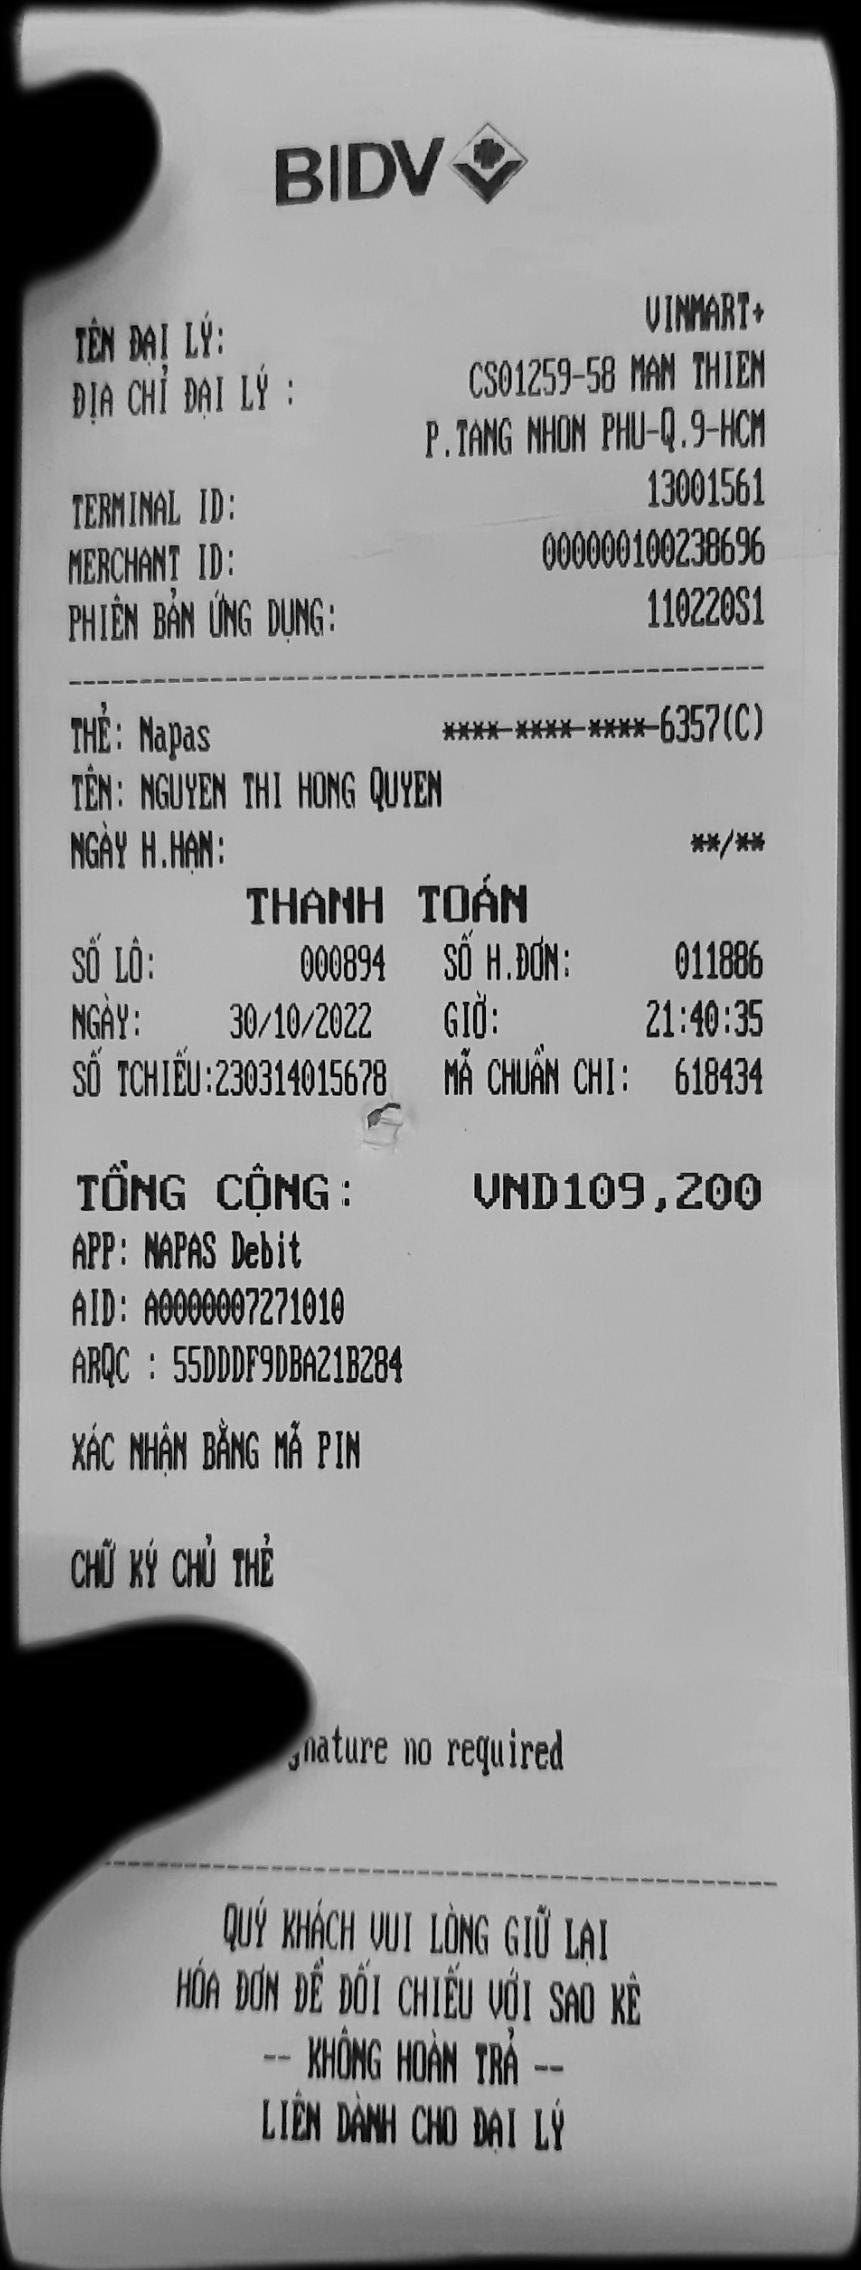 BIDV
TÊN ĐẠI LÝ: VINMART+
ĐỊA CHỈ ĐẠI LÝ : CS01259-58 MAN THIEN
P.TANG NHON PHU-Q.9-HCM
TERMINAL ID: 13001561
MERCHANT ID: 000000100238696
PHIÊN BẢN ỨNG DỤNG: 110220S1
THẺ: Napas ****-****-****-6357(C)
TÊN: NGUYEN THI HONG QUYEN
NGÀY H.HẠN: **/**
THANH TOÁN
SỐ LÔ: 000894 SỐ H.ĐƠN: 011886
NGÀY: 30/10/2022 GIỜ: 21:40:35
SỐ TCHIẾU:230314015678 MÃ CHUẨN CHI: 618434
TỔNG CỘNG: VND109,200
APP: NAPAS Debit
AID: A0000007271010
ARQC : 55DDDF9DBA21B284
XÁC NHẬN BẰNG MÃ PIN
CHỮ KÝ CHỦ THẺ
gnature no required
QUÝ KHÁCH VUI LÒNG GIỮ LẠI
HÓA ĐƠN ĐỂ ĐỐI CHIẾU VỚI SAO KÊ
-- KHÔNG HOÀN TRẢ --
LIÊN DÀNH CHO ĐẠI LÝ